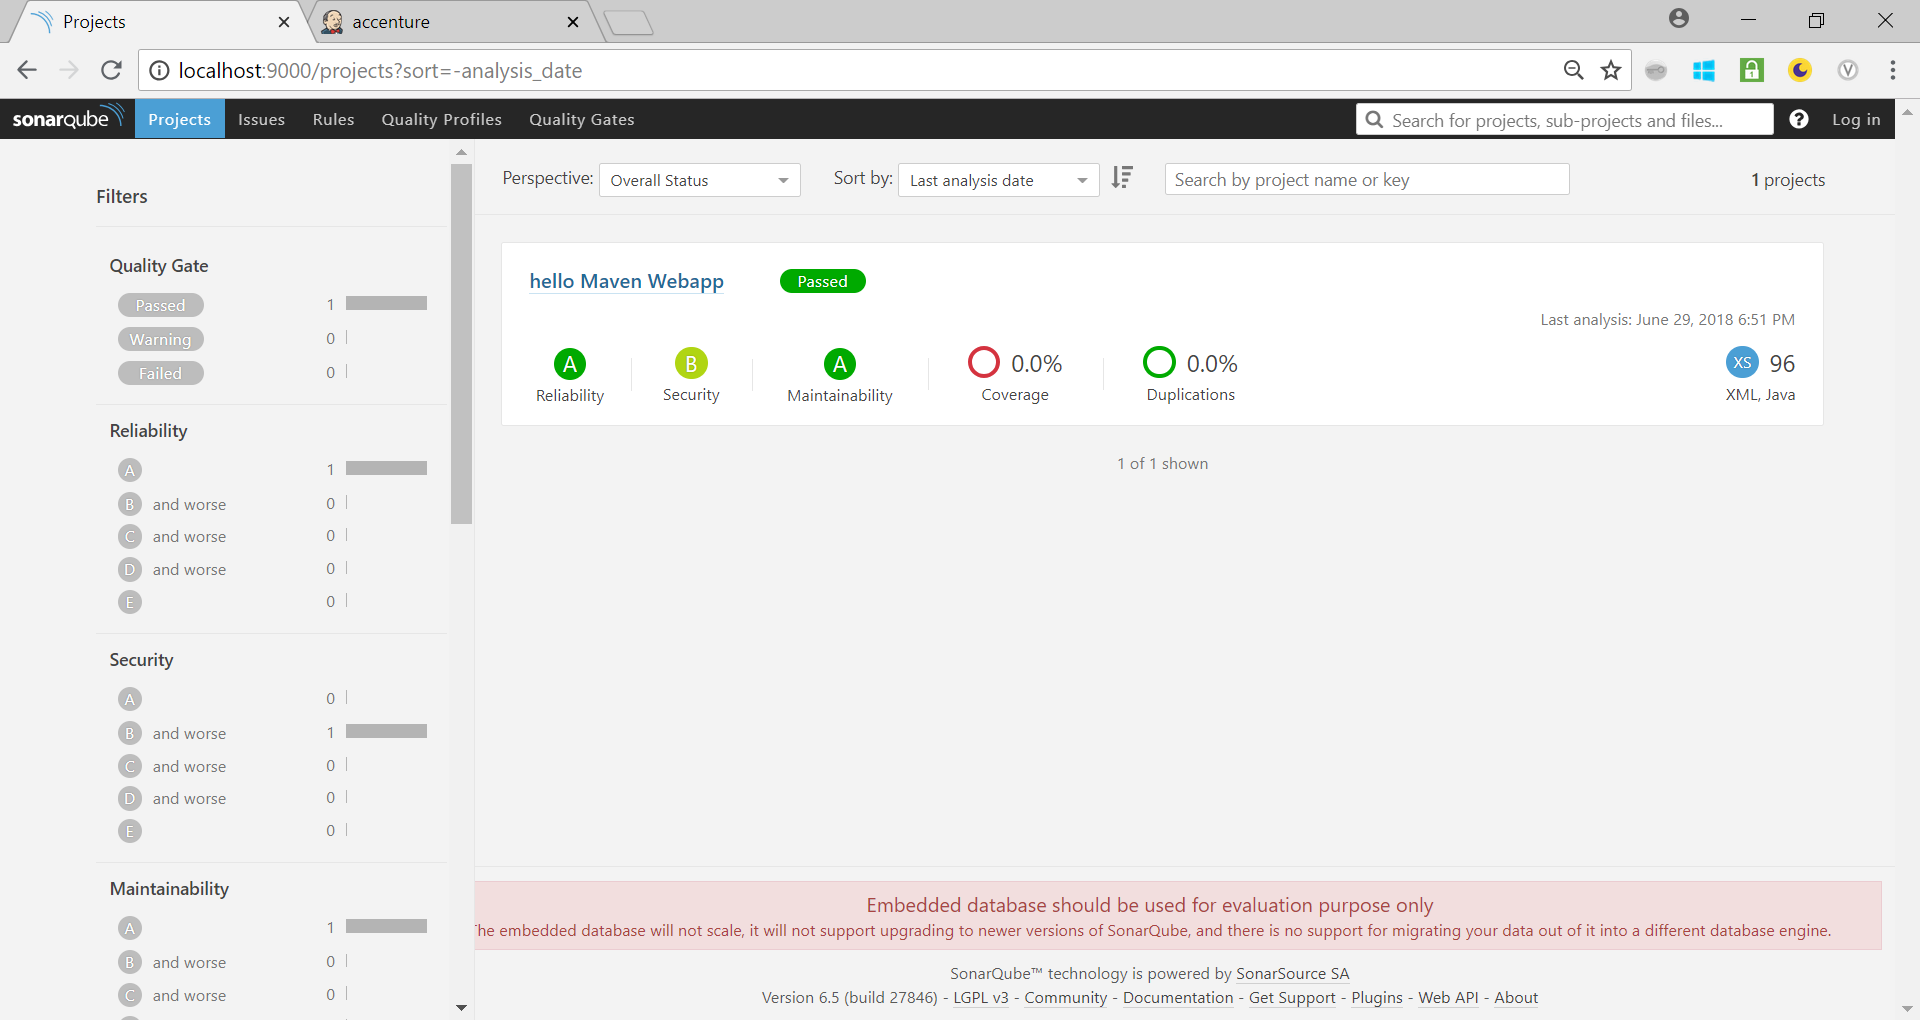 Projects
accenture
localhost:9000/projects?sort=-analysis_date
sonarqube Projects Issues Rules Quality Profiles Quality Gates Search for projects, sub-projects and files... Log in
Filters
Perspective: Overall Status Sort by: Last analysis date Search by project name or key 1 projects
Quality Gate
Passed 1
Warning 0
Failed 0
Reliability
A 1
B and worse 0
C and worse 0
D and worse 0
E 0
Security
A 0
B and worse 1
C and worse 0
D and worse 0
E 0
Maintainability
A 1
B and worse 0
C and worse 0
hello Maven Webapp Passed
Last analysis: June 29, 2018 6:51 PM
A B A 0.0% 0.0% XS 96
Reliability Security Maintainability Coverage Duplications XML, Java
1 of 1 shown
Embedded database should be used for evaluation purpose only
he embedded database will not scale, it will not support upgrading to newer versions of SonarQube, and there is no support for migrating your data out of it into a different database engine.
SonarQube™ technology is powered by SonarSource SA
Version 6.5 (build 27846) - LGPL v3 - Community - Documentation - Get Support - Plugins - Web API - About